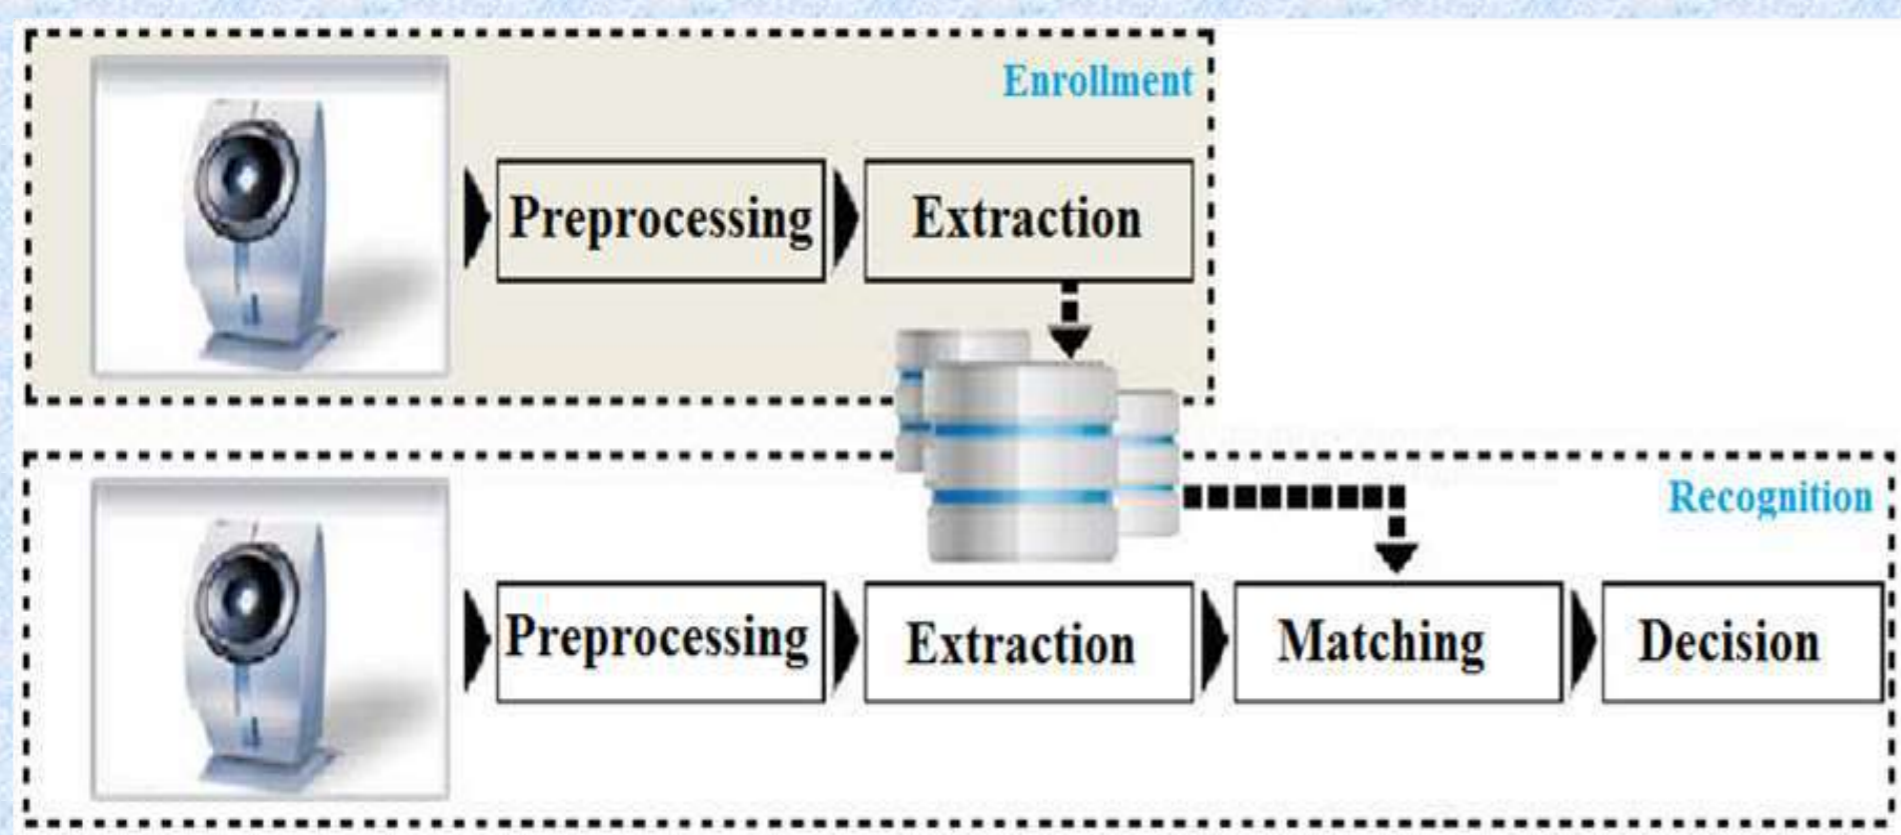 Enrollment
Preprocessing
Extraction
Recognition
Preprocessing
Extraction
Matching
Decision